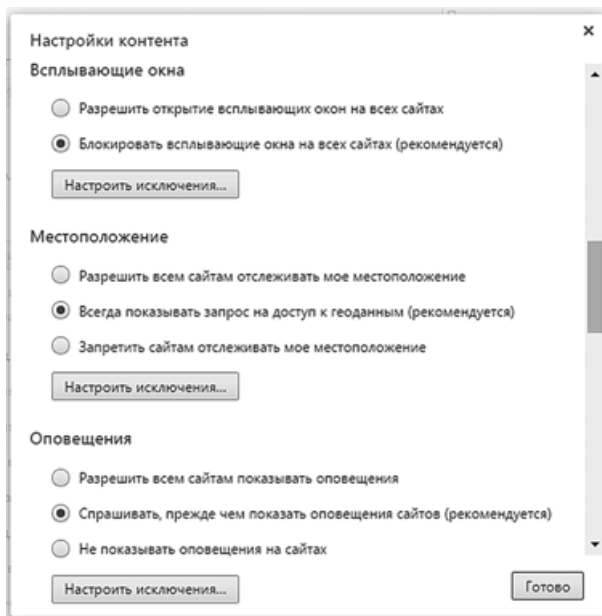 Настройки контента
Всплывающие окна
Разрешить открытие всплывающих окон на всех сайтах
Блокировать всплывающие окна на всех сайтах (рекомендуется)
Настроить исключения...
Местоположение
Разрешить всем сайтам отслеживать мое местоположение
Всегда показывать запрос на доступ к геоданным (рекомендуется)
Запретить сайтам отслеживать мое местоположение
Настроить исключения...
Оповещения
Разрешить всем сайтам показывать оповещения
Спрашивать, прежде чем показать оповещения сайтов (рекомендуется)
Не показывать оповещения на сайтах
Настроить исключения...
Готово